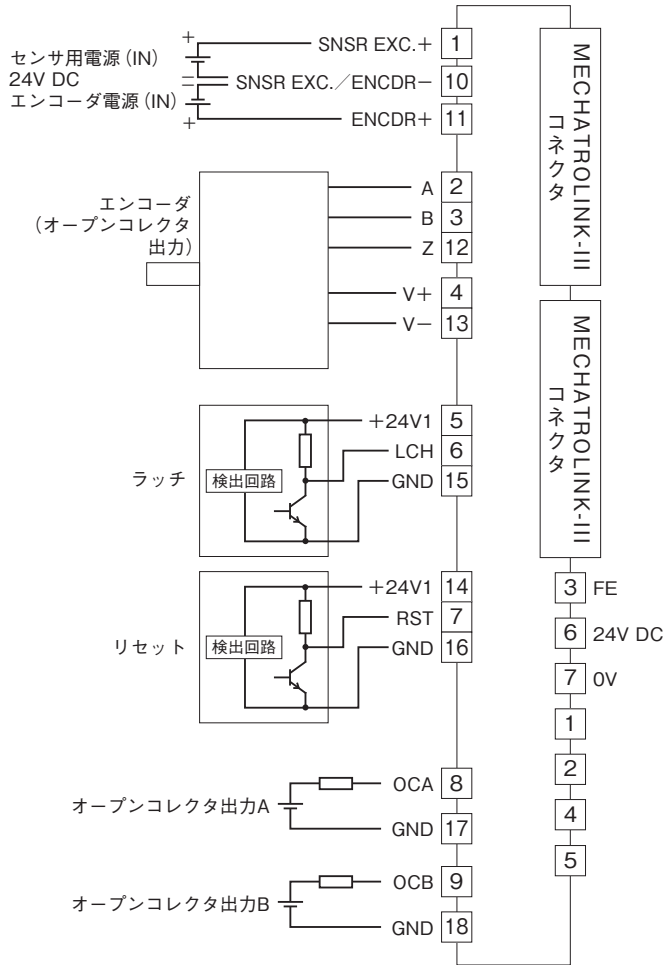 +
センサ用電源（IN）
24V DC
エンコーダ電源（IN）
+
SNSR EXC.+ 1
SNSR EXC.／ENCDR− 10
ENCDR+ 11
エンコーダ
（オープンコレクタ
出力）
A 2
B 3
Z 12
V+ 4
V− 13
ラッチ
検出回路
+24V1 5
LCH 6
GND 15
リセット
検出回路
+24V1 14
RST 7
GND 16
オープンコレクタ出力A
OCA 8
GND 17
オープンコレクタ出力B
OCB 9
GND 18
MECHATROLINK-III
コネクタ
MECHATROLINK-III
コネクタ
3 FE
6 24V DC
7 0V
1
2
4
5